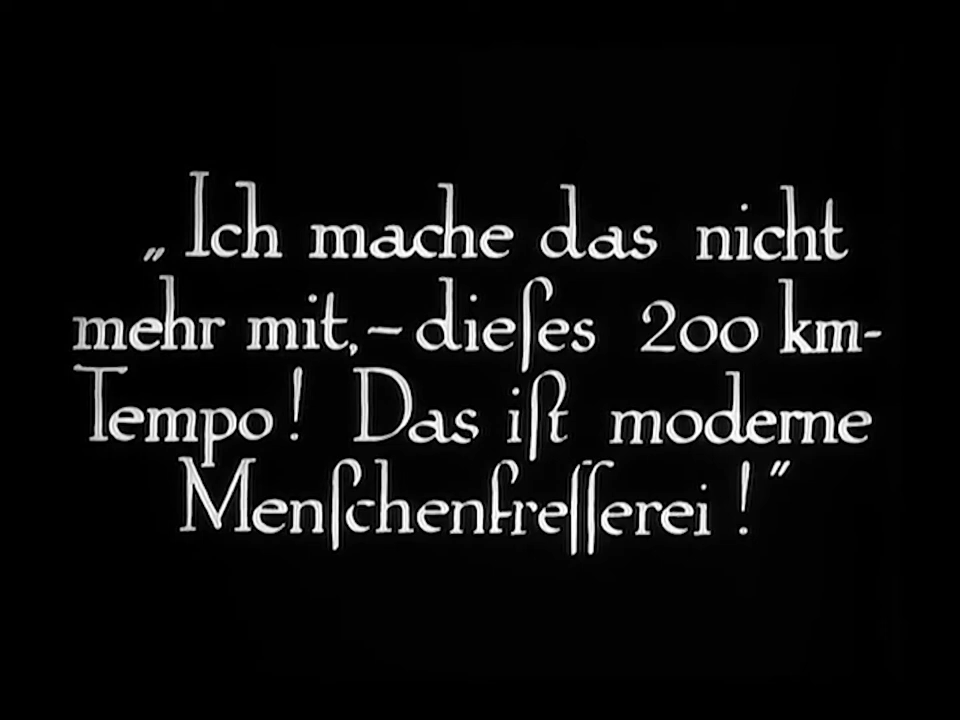 „Ich mache das nicht
mehr mit,–dieſes 200 km-
Tempo! Das iſt moderne
Menſchenfreſſerei!"